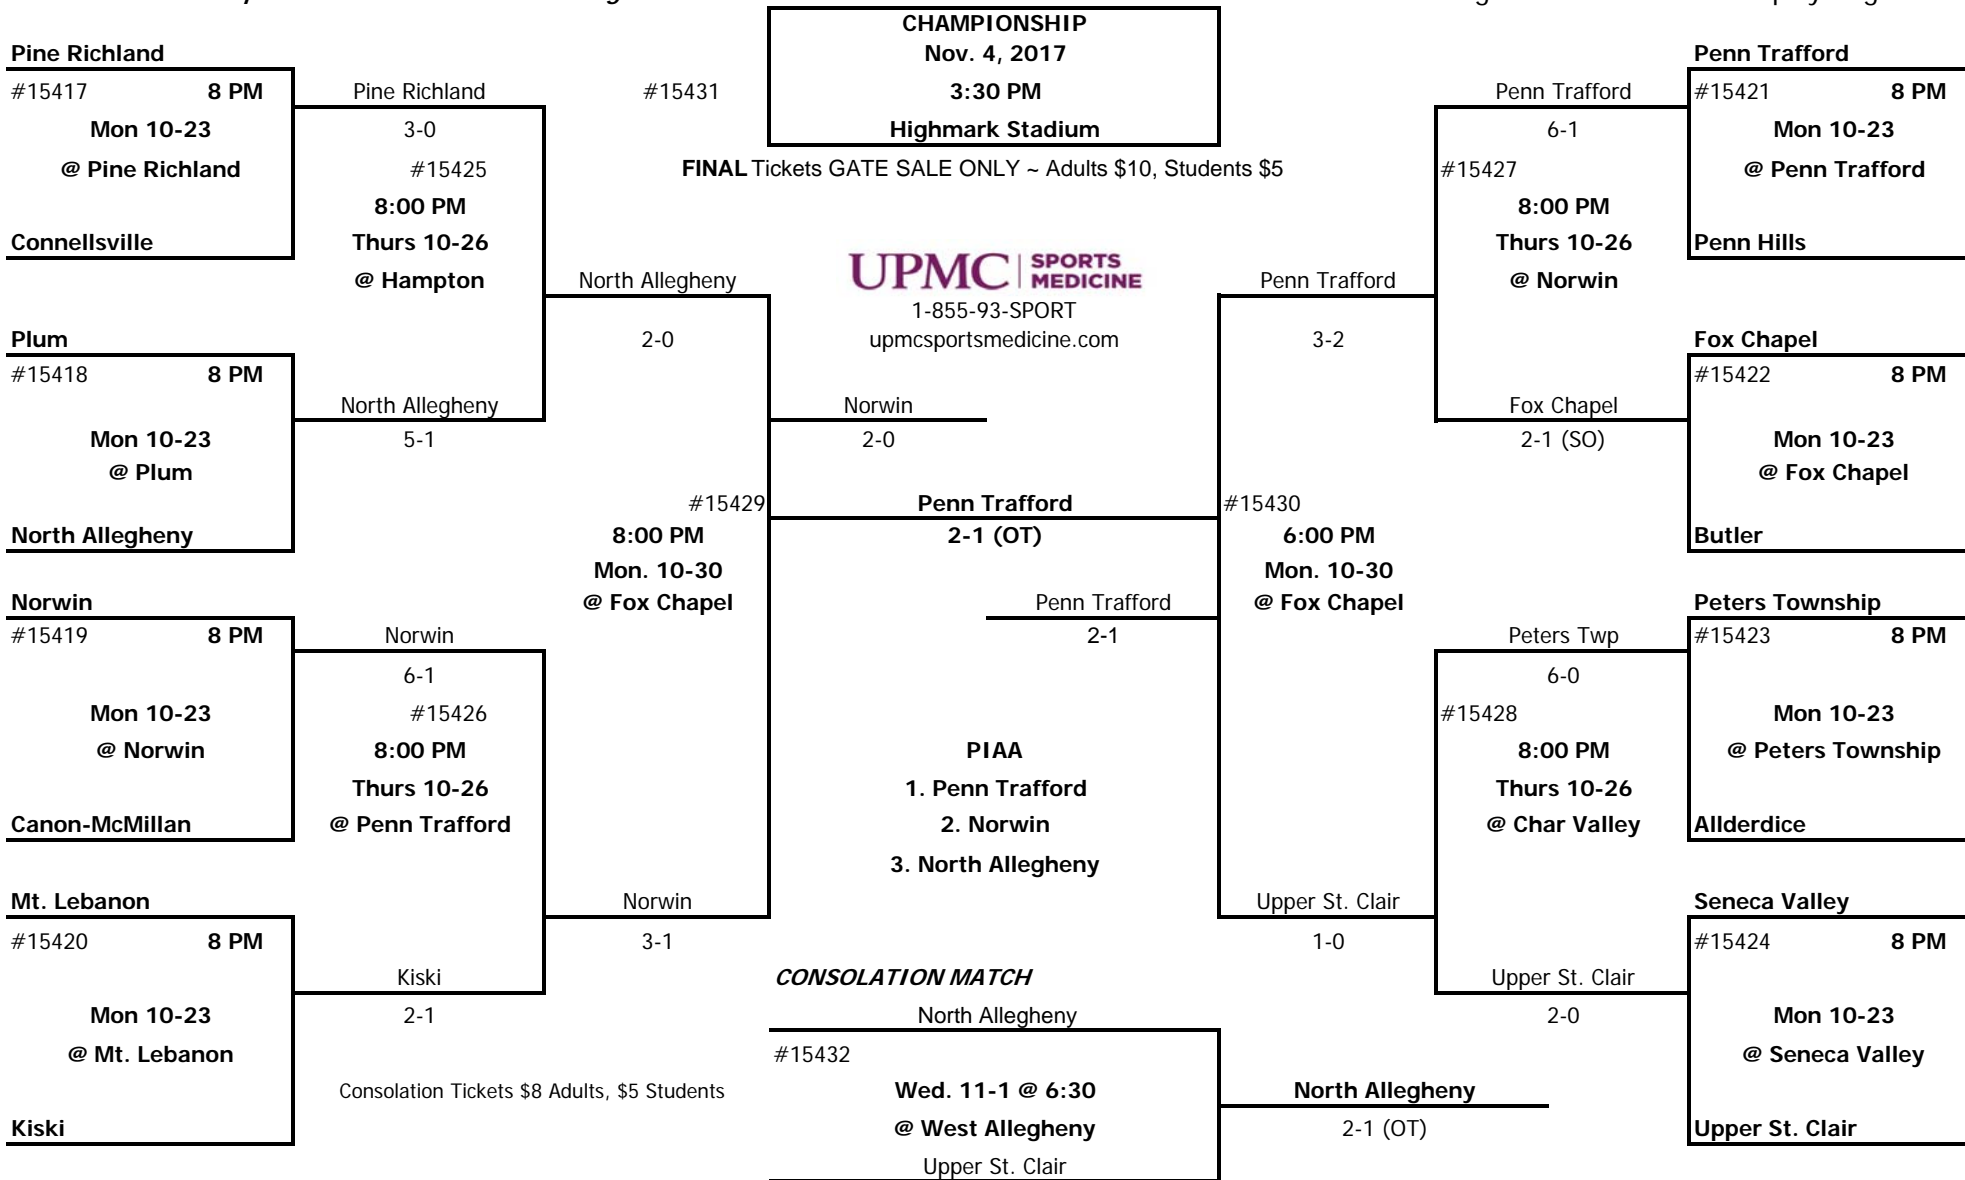 CHAMPIONSHIP
Nov. 4, 2017
3:30 PM
Highmark Stadium
#15431
FINAL Tickets GATE SALE ONLY ~ Adults $10, Students $5
Pine Richland
#15417 8 PM
Mon 10-23
@ Pine Richland
Connellsville
Plum
#15418 8 PM
Mon 10-23
@ Plum
North Allegheny
Norwin
#15419 8 PM
Mon 10-23
@ Norwin
Canon-McMillan
Mt. Lebanon
#15420 8 PM
Mon 10-23
@ Mt. Lebanon
Kiski
Pine Richland
3-0
#15425
8:00 PM
Thurs 10-26
@ Hampton
North Allegheny
5-1
Norwin
6-1
#15426
8:00 PM
Thurs 10-26
@ Penn Trafford
Kiski
2-1
Consolation Tickets $8 Adults, $5 Students
North Allegheny
2-0
#15429
8:00 PM
Mon. 10-30
@ Fox Chapel
Norwin
3-1
UPMC SPORTS MEDICINE
1-855-93-SPORT
upmcsportsmedicine.com
Norwin
2-0
Penn Trafford
2-1 (OT)
Penn Trafford
2-1
PIAA
1. Penn Trafford
2. Norwin
3. North Allegheny
CONSOLATION MATCH
North Allegheny
#15432
Wed. 11-1 @ 6:30
@ West Allegheny
Upper St. Clair
North Allegheny
2-1 (OT)
Penn Trafford
3-2
#15430
6:00 PM
Mon. 10-30
@ Fox Chapel
Upper St. Clair
1-0
Penn Trafford
6-1
#15427
8:00 PM
Thurs 10-26
@ Norwin
Fox Chapel
2-1 (SO)
Peters Twp
6-0
#15428
8:00 PM
Thurs 10-26
@ Char Valley
Upper St. Clair
2-0
Penn Trafford
#15421 8 PM
Mon 10-23
@ Penn Trafford
Penn Hills
Fox Chapel
#15422 8 PM
Mon 10-23
@ Fox Chapel
Butler
Peters Township
#15423 8 PM
Mon 10-23
@ Peters Township
Allderdice
Seneca Valley
#15424 8 PM
Mon 10-23
@ Seneca Valley
Upper St. Clair